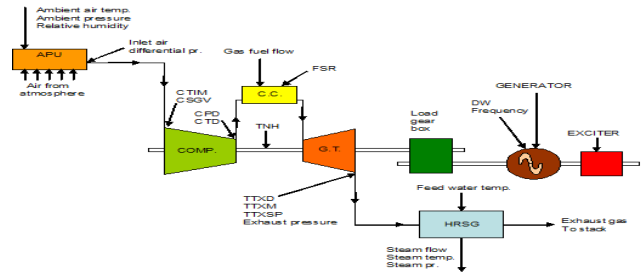 Ambient air temp.
Ambient pressure
Relative humidity
APU
Inlet air
differential pr.
Air from
atmosphere
Gas fuel flow
FSR
C.C.
CTIM
CSGV
CPD
CTD
TNH
COMP.
G.T.
Load
gear
box
GENERATOR
DW
Frequency
EXCITER
TTXD
TTXM
TTXSP
Exhaust pressure
Feed water temp.
HRSG
Exhaust gas
To stack
Steam flow
Steam temp.
Steam pr.